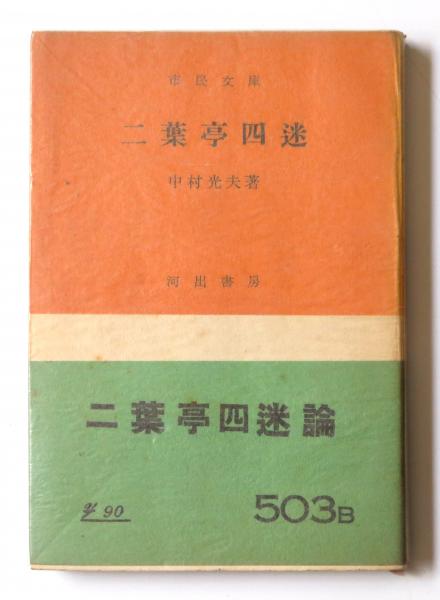 市民文庫
二葉亭四迷
中村光夫著
河出書房
二葉亭四迷論
¥ 90
503B